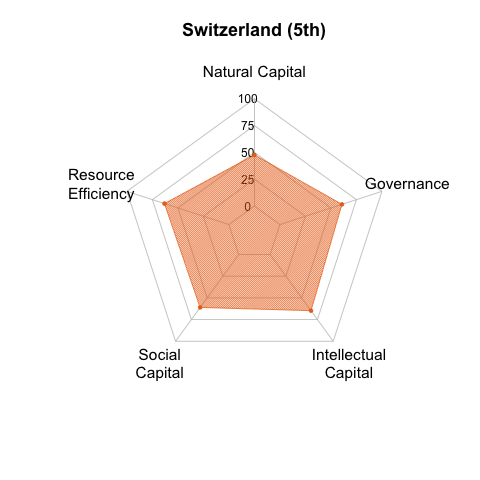 Switzerland (5th)
Natural Capital
100
75
50
25
0
Resource
Efficiency
Governance
Social
Capital
Intellectual
Capital